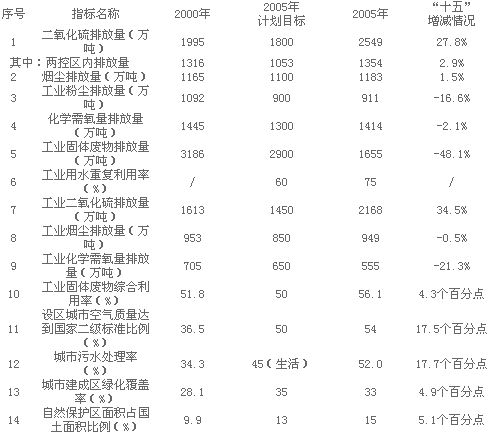 序号 指标名称 2000年 2005年计划目标 2005年 “十五”增减情况
1 二氧化硫排放量(万吨) 1995 1800 2549 27.8%
其中:两控区内排放量 1316 1053 1354 2.9%
2 烟尘排放量(万吨) 1165 1100 1183 1.5%
3 工业粉尘排放量(万吨) 1092 900 911 -16.6%
4 化学需氧量排放量(万吨) 1445 1300 1414 -2.1%
5 工业固体废物排放量(万吨) 3186 2900 1655 -48.1%
6 工业用水重复利用率(%) / 60 75 /
7 工业二氧化硫排放量(万吨) 1613 1450 2168 34.5%
8 工业烟尘排放量(万吨) 953 850 949 -0.5%
9 工业化学需氧量排放量(万吨) 705 650 555 -21.3%
10 工业固体废物综合利用率(%) 51.8 50 56.1 4.3个百分点
11 设区城市空气质量达到国家二级标准比例(%) 36.5 50 54 17.5个百分点
12 城市污水处理率(%) 34.3 45(生活) 52.0 17.7个百分点
13 城市建成区绿化覆盖率(%) 28.1 35 33 4.9个百分点
14 自然保护区面积占国土面积比例(%) 9.9 13 15 5.1个百分点